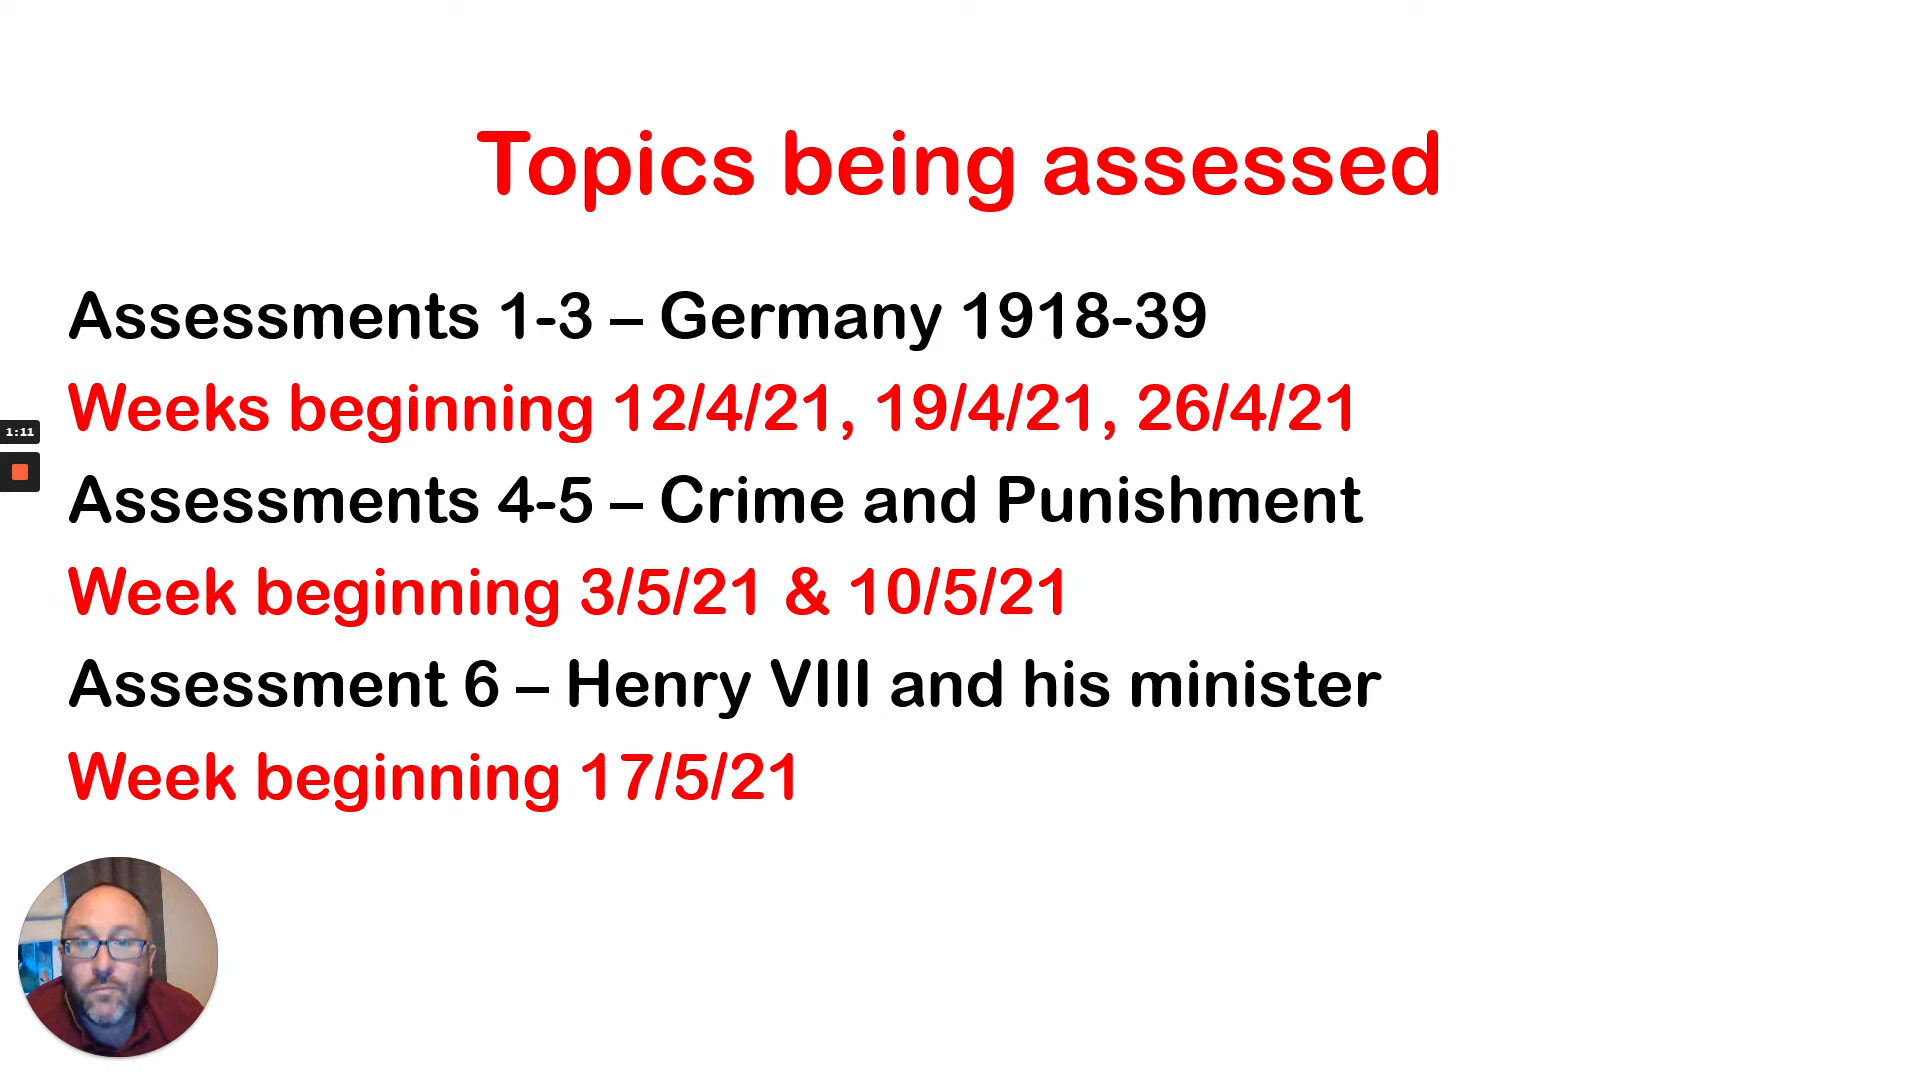 Topics being assessed
Assessments 1-3 – Germany 1918-39
Weeks beginning 12/4/21, 19/4/21, 26/4/21
1:11
Assessments 4-5 – Crime and Punishment
Week beginning 3/5/21 & 10/5/21
Assessment 6 – Henry VIII and his minister
Week beginning 17/5/21